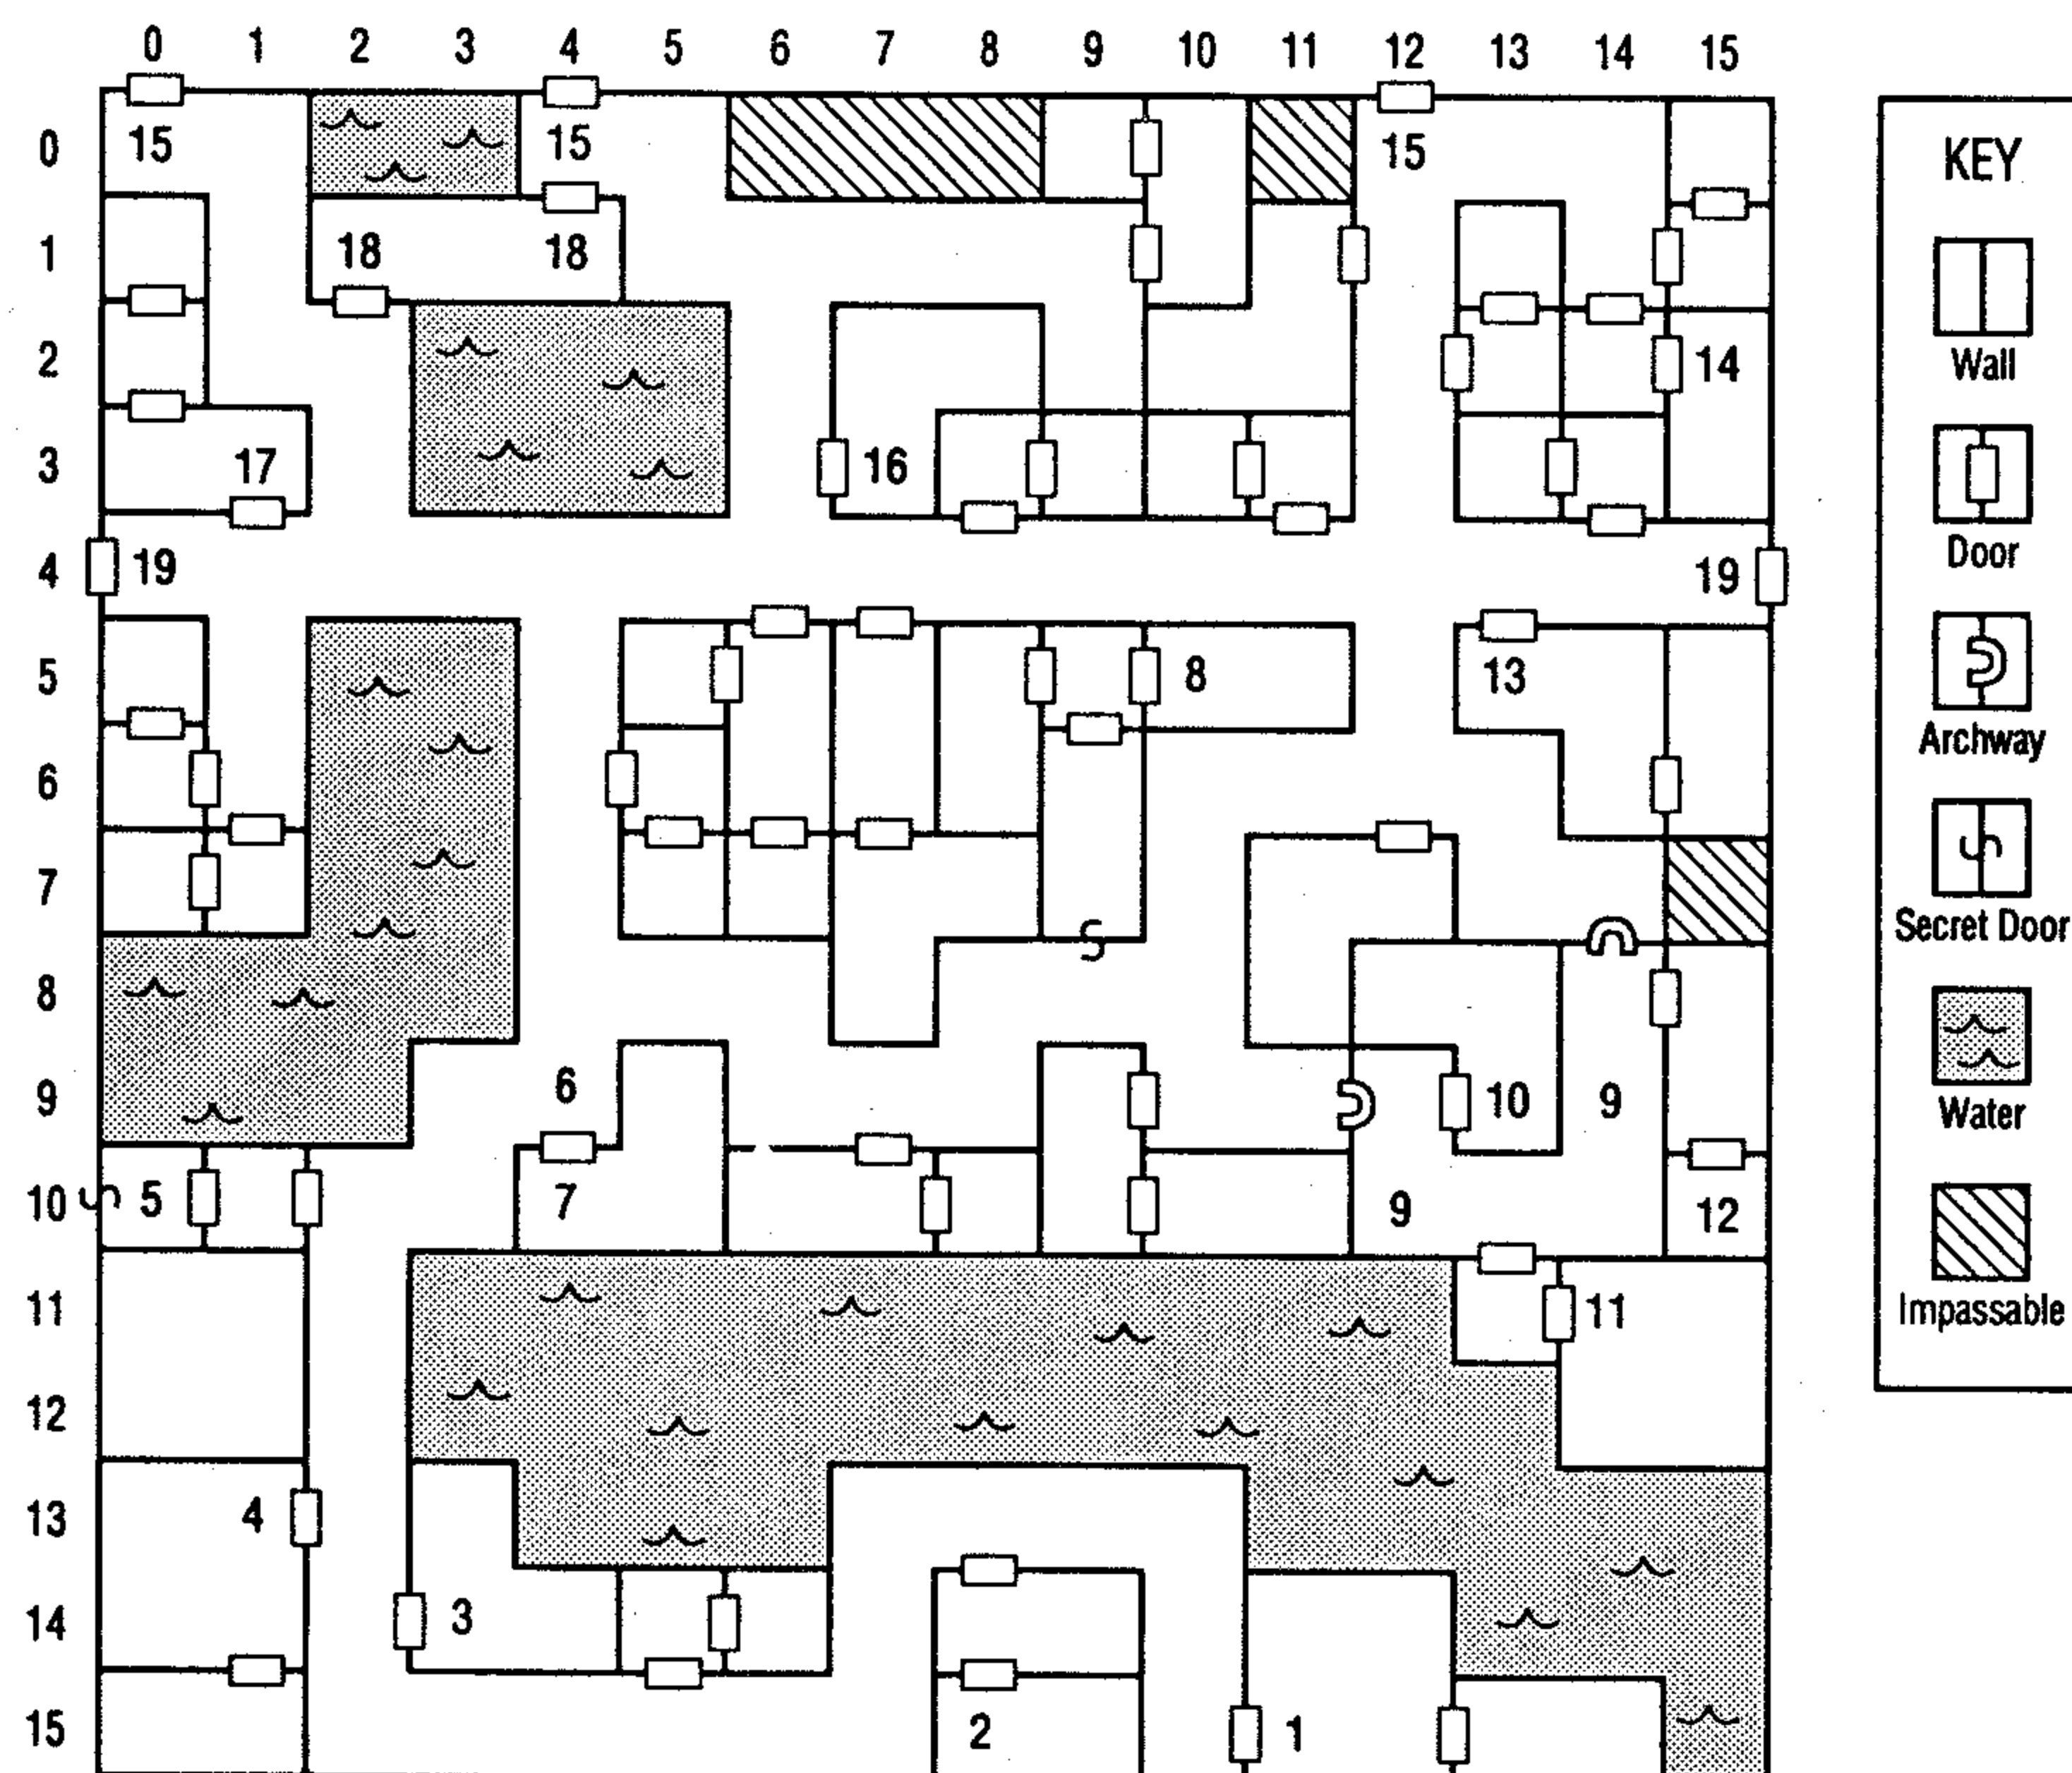 0 1 2 3 4 5 6 7 8 9 10 11 12 13 14 15
0 15 15 15
KEY
1 18 18
Wall
2 14
3 17 16
Door
4 19 19
5 8 13
Archway
6
7
Secret Door
8
9 6 10 9
Water
10 5 7 9 12
11 11
Impassable
12
13 4
14 3
15 2 1